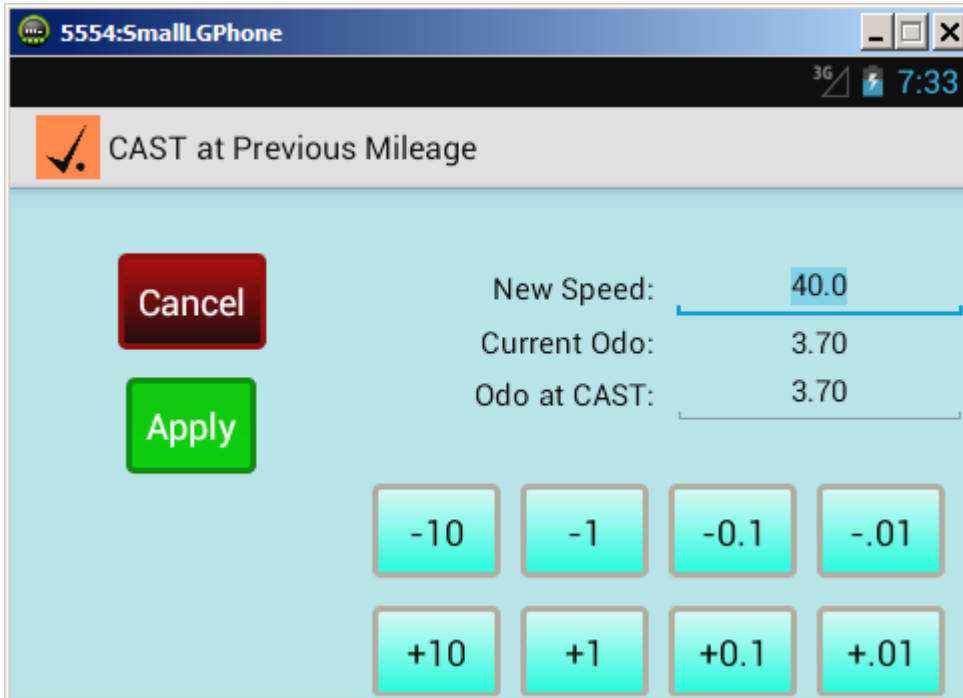 5554:SmallLGPhone
3G 7:33
CAST at Previous Mileage
Cancel
New Speed: 40.0
Current Odo: 3.70
Apply
Odo at CAST: 3.70
-10 -1 -0.1 -.01
+10 +1 +0.1 +.01